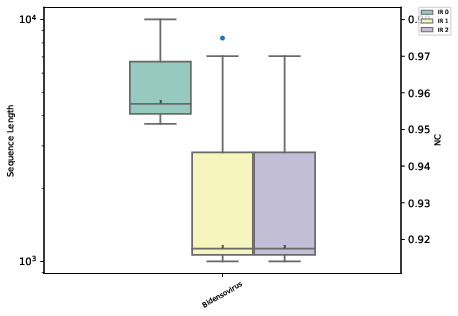 10⁴
10³
Sequence Length
Bidensovirus
0.97
0.96
0.95
0.94
0.93
0.92
NC
IR 0
IR 1
IR 2